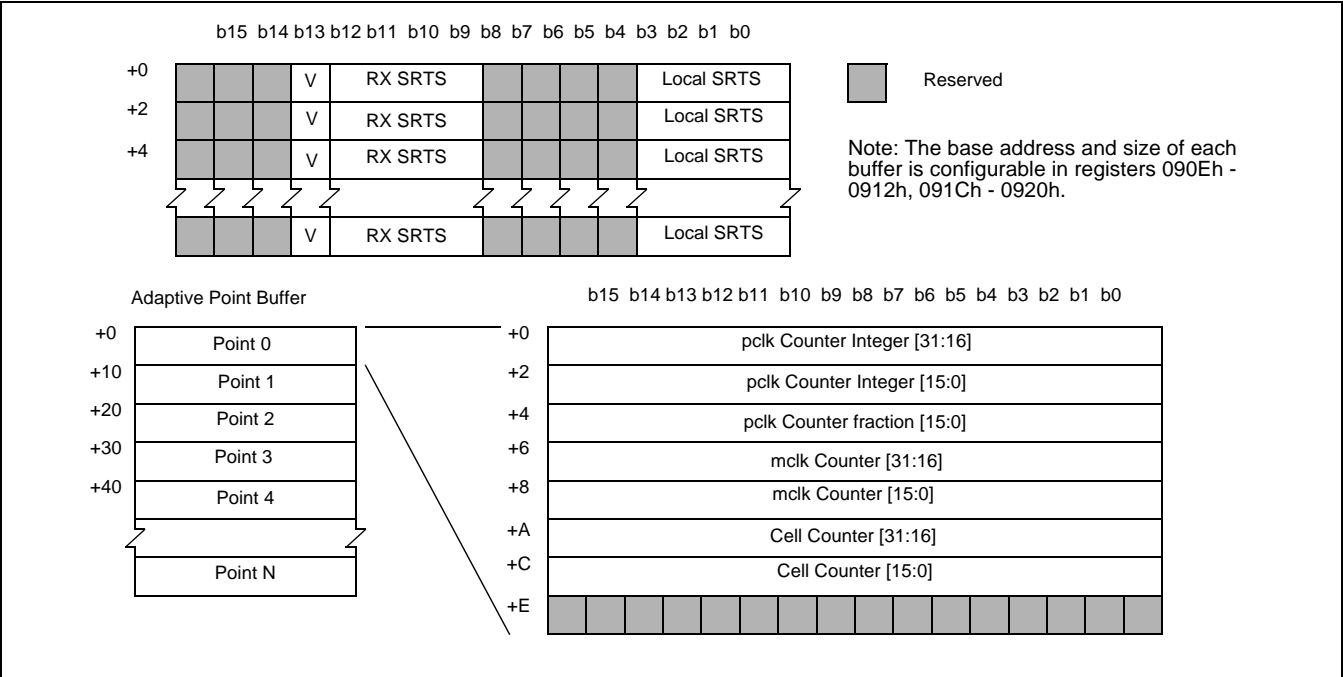 b15 b14 b13 b12 b11 b10 b9 b8 b7 b6 b5 b4 b3 b2 b1 b0
+0 V RX SRTS Local SRTS
+2 V RX SRTS Local SRTS
+4 V RX SRTS Local SRTS
V RX SRTS Local SRTS
Reserved
Note: The base address and size of each
buffer is configurable in registers 090Eh -
0912h, 091Ch - 0920h.
Adaptive Point Buffer
+0 Point 0
+10 Point 1
+20 Point 2
+30 Point 3
+40 Point 4
Point N
b15 b14 b13 b12 b11 b10 b9 b8 b7 b6 b5 b4 b3 b2 b1 b0
+0 pclk Counter Integer [31:16]
+2 pclk Counter Integer [15:0]
+4 pclk Counter fraction [15:0]
+6 mclk Counter [31:16]
+8 mclk Counter [15:0]
+A Cell Counter [31:16]
+C Cell Counter [15:0]
+E